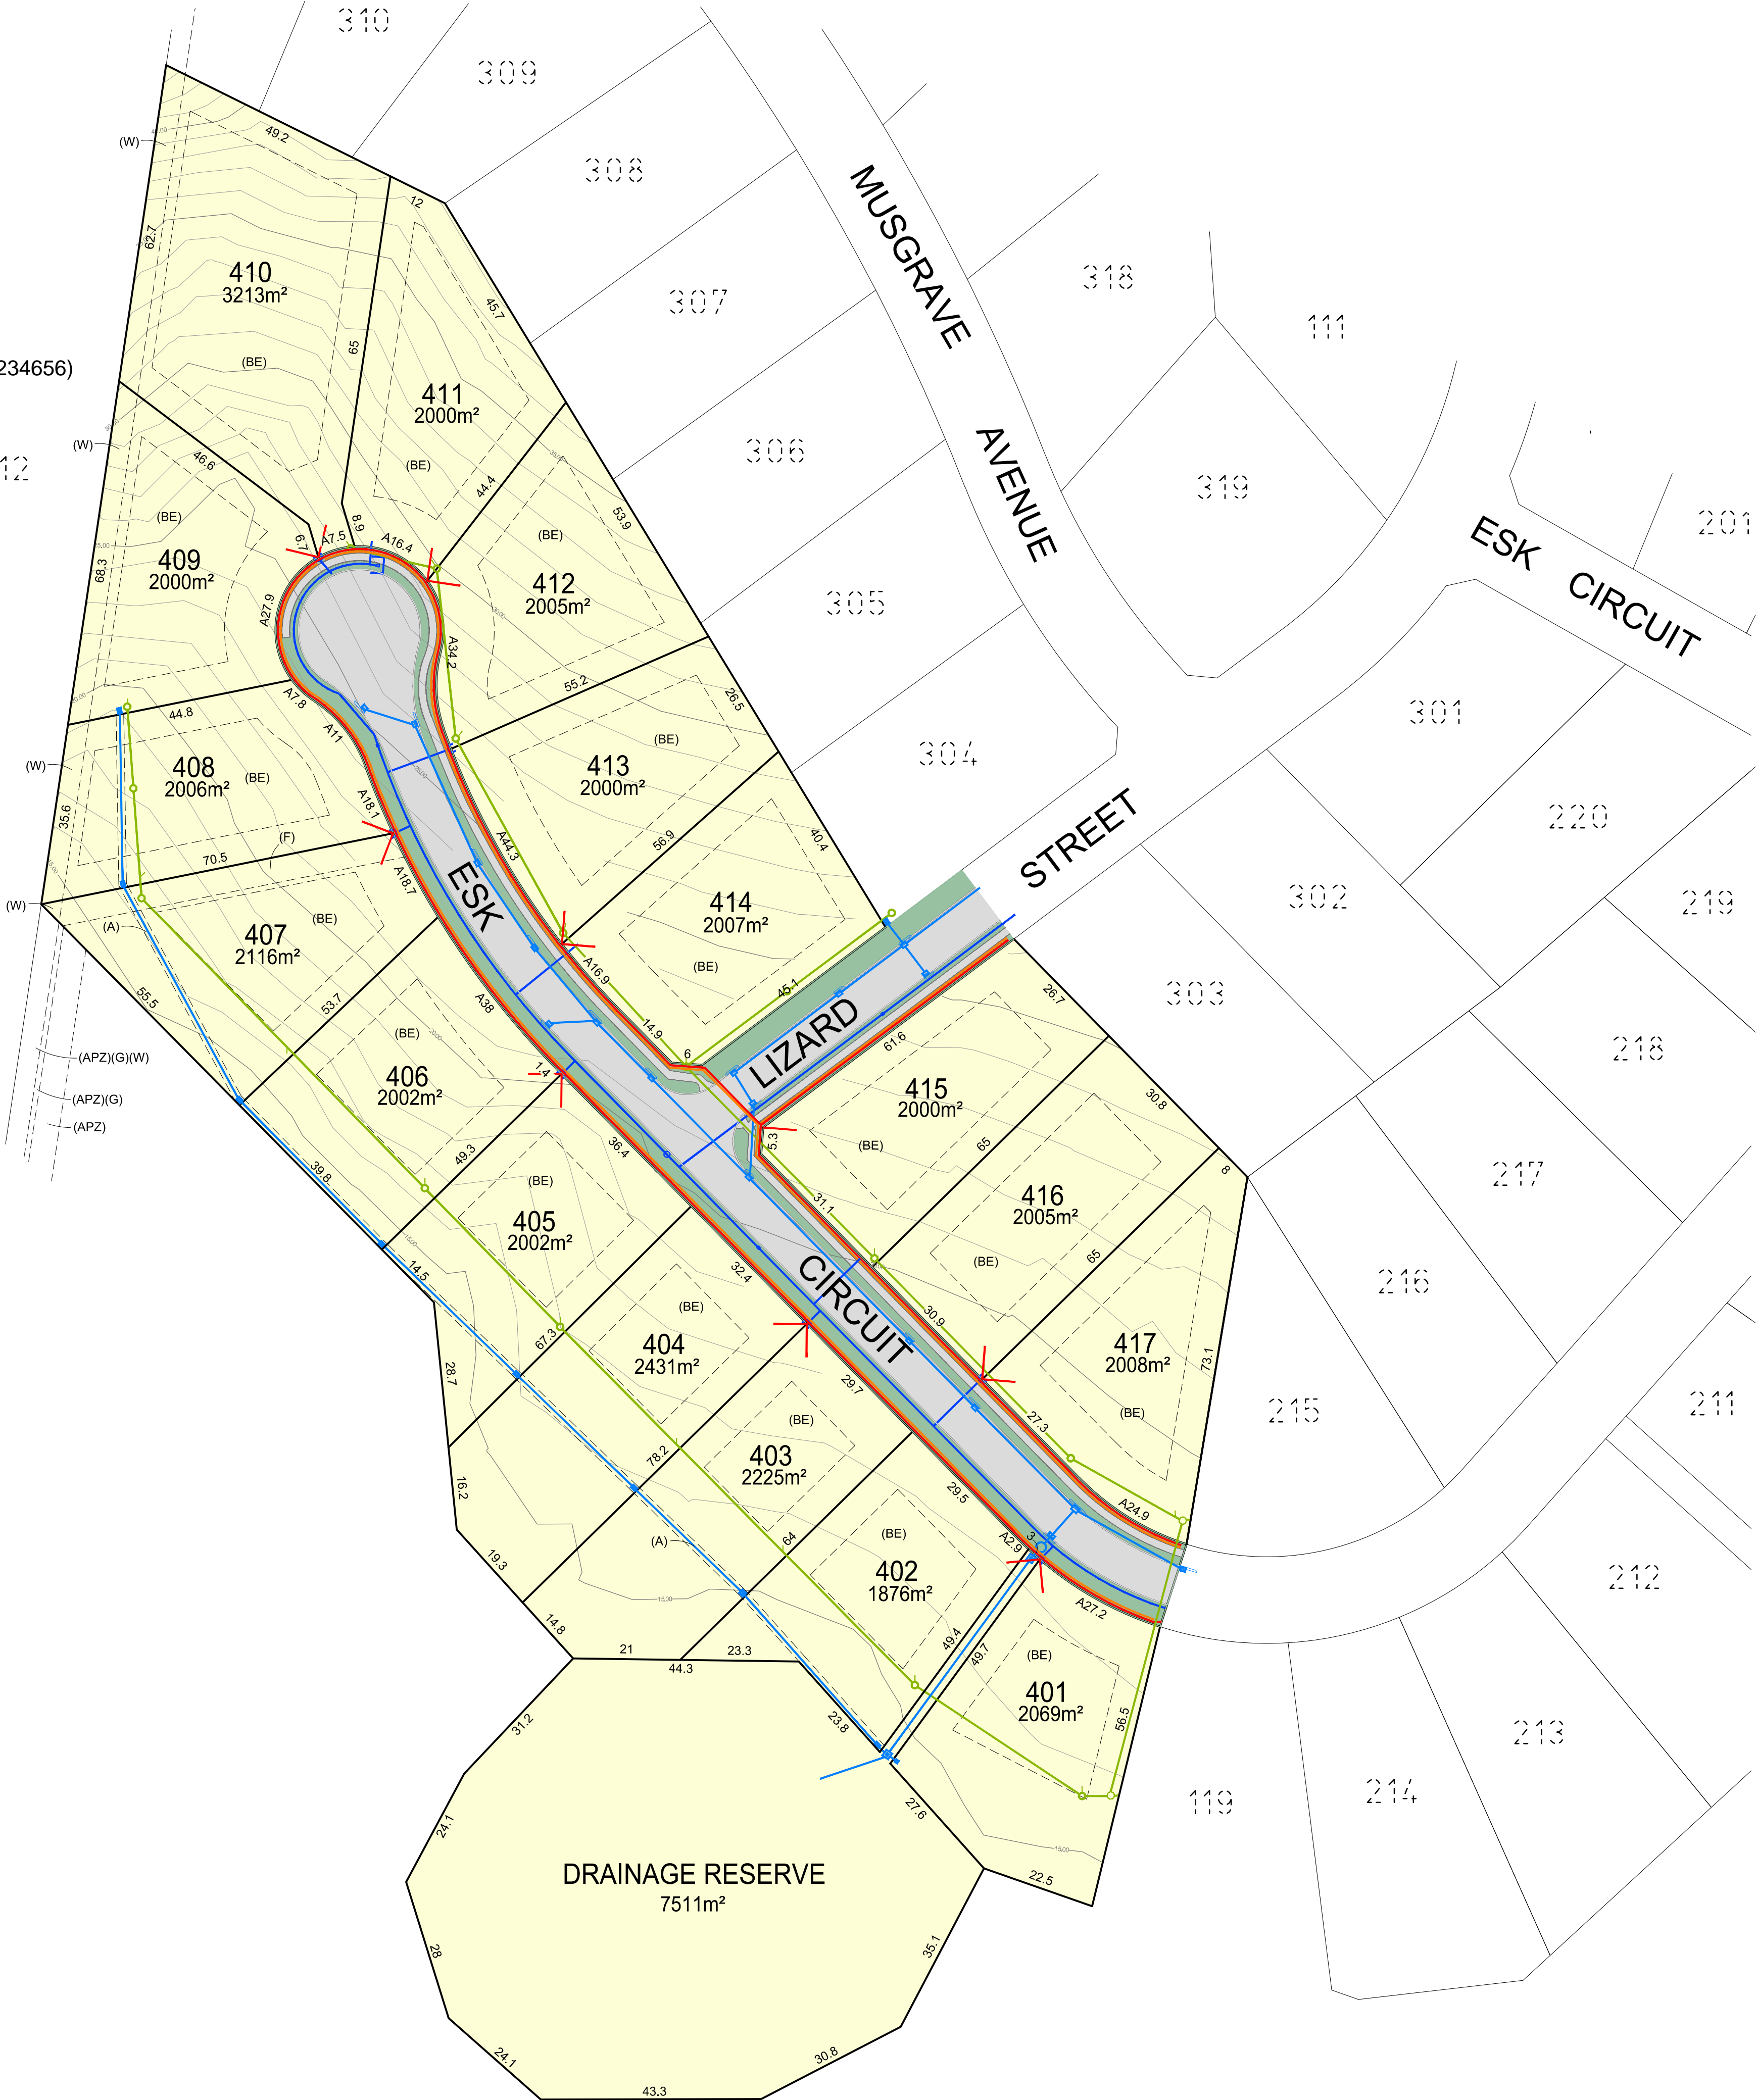 310
309
308
307
306
305
304
318
111
319
201
301
302
303
220
219
218
217
216
215
211
212
213
214
119
MUSGRAVE
AVENUE
ESK CIRCUIT
LIZARD STREET
ESK
CIRCUIT
234656)
12
410
3213m²
(BE)
411
2000m²
(BE)
412
2005m²
(BE)
409
2000m²
(BE)
408
2006m²
(BE)
(F)
413
2000m²
(BE)
414
2007m²
(BE)
407
2116m²
(BE)
(A)
406
2002m²
(BE)
405
2002m²
(BE)
404
2431m²
(BE)
403
2225m²
(BE)
402
1876m²
(BE)
401
2069m²
(BE)
415
2000m²
(BE)
416
2005m²
(BE)
417
2008m²
(BE)
(A)
DRAINAGE RESERVE
7511m²
(W)
(W)
(W)
(W)
(APZ)(G)(W)
(APZ)(G)
(APZ)
49.2
12
62.7
65
45.7
46.6
44.4
53.9
6.7
8.9
A7.5
A16.4
68.3
A27.9
A34.2
55.2
26.5
A7.8
44.8
A11
35.6
A18.1
70.5
A18.7
A44.3
56.9
40.4
A16.9
45.1
14.9
6
61.6
26.7
55.5
53.7
A38
1.4
5.3
65
30.8
8
39.8
49.3
36.4
31.1
65
14.5
67.3
32.4
30.9
73.1
28.7
78.2
29.7
27.3
16.2
64
29.5
A24.9
19.3
A2.9
3
A27.2
14.8
21
23.3
44.3
49.4
49.7
56.5
23.8
27.6
22.5
31.2
24.1
28
24.1
43.3
30.8
35.1
15.00
15.00
15.00